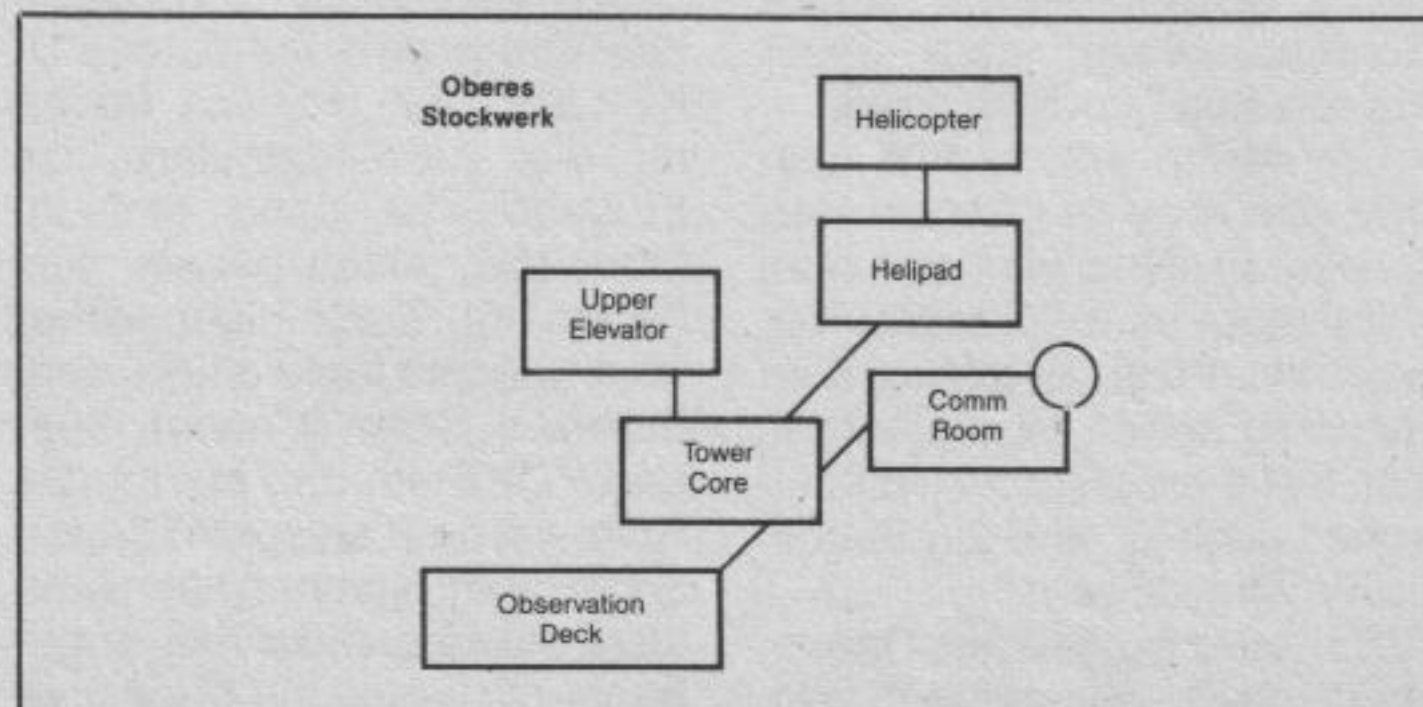 Oberes
Stockwerk
Helicopter
Helipad
Upper
Elevator
Comm
Room
Tower
Core
Observation
Deck